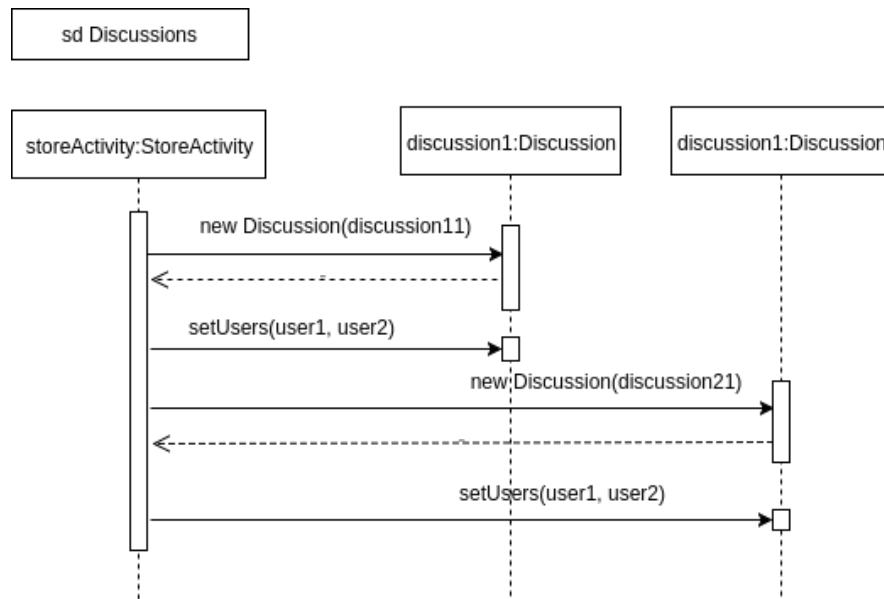 sd Discussions
storeActivity:StoreActivity
discussion1:Discussion
discussion1:Discussion
new Discussion(discussion11)
setUsers(user1, user2)
new Discussion(discussion21)
setUsers(user1, user2)